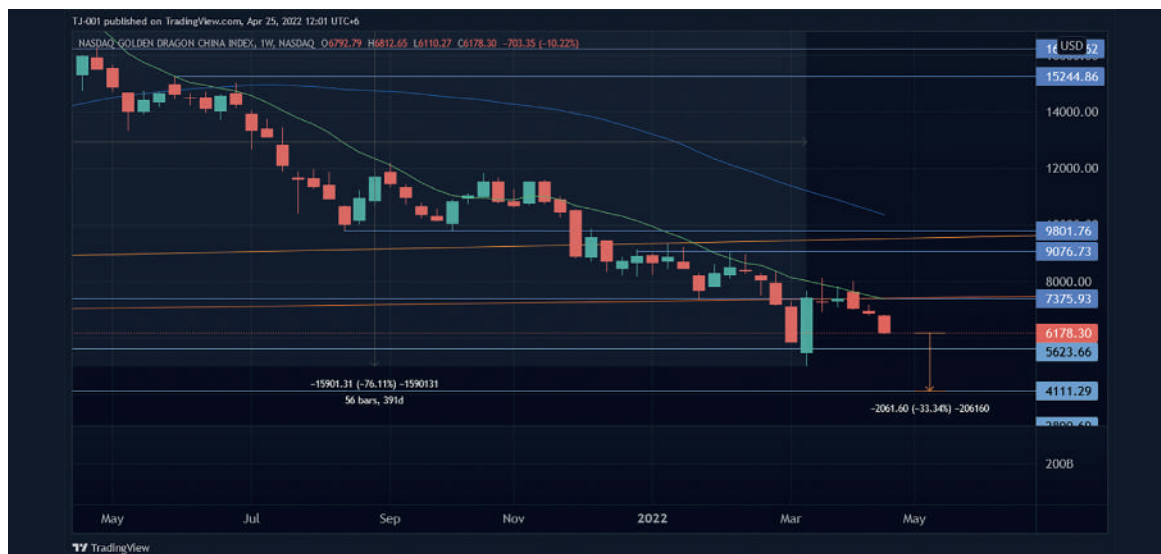 TJ-001 published on TradingView.com, Apr 25, 2022 12:01 UTC+6
NASDAQ GOLDEN DRAGON CHINA INDEX, 1W, NASDAQ O6792.79 H6812.65 L6110.27 C6178.30 -703.35 (-10.22%)
USD
15244.86
14000.00
12000.00
9801.76
9076.73
8000.00
7375.93
6178.30
5623.66
-15901.31 (-76.11%) -1590131
56 bars, 391d
4111.29
-2061.60 (-33.34%) -206160
200B
May Jul Sep Nov 2022 Mar May
TradingView